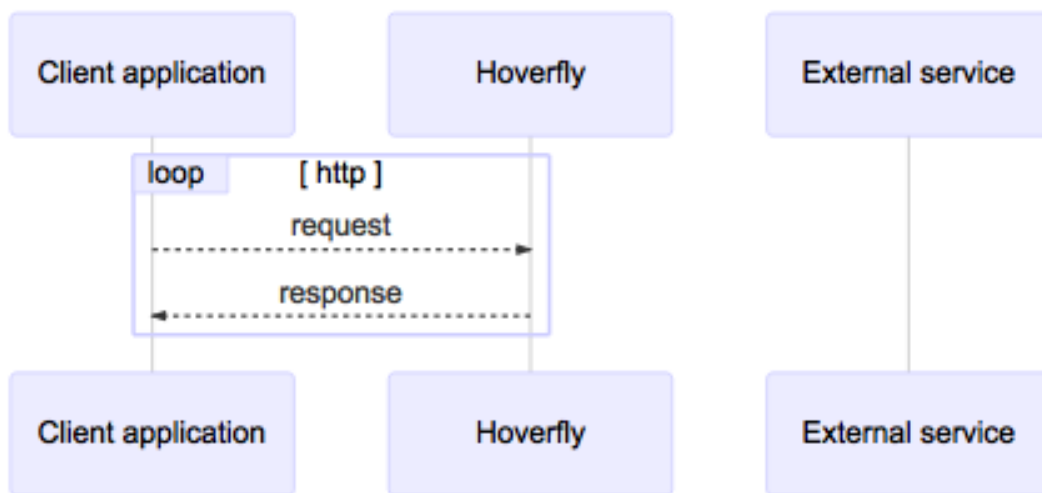 Client application
Hoverfly
External service
loop
[ http ]
request
response
Client application
Hoverfly
External service